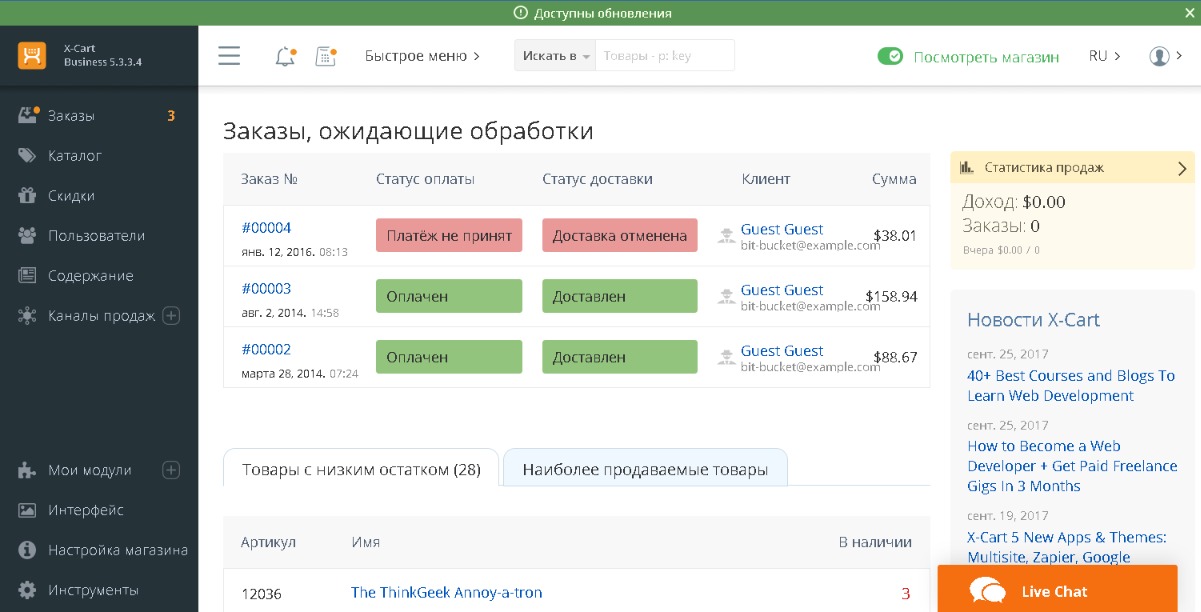 Доступны обновления
X-Cart
Business 5.3.3.4
Быстрое меню
Искать в
Товары - p: key
Посмотреть магазин
RU
Заказы 3
Каталог
Скидки
Пользователи
Содержание
Каналы продаж
Мои модули
Интерфейс
Настройка магазина
Инструменты
Заказы, ожидающие обработки
Заказ № Статус оплаты Статус доставки Клиент Сумма
#00004 Платёж не принят Доставка отменена Guest Guest $38.01
янв. 12, 2016. 08:13 bit-bucket@example.com
#00003 Оплачен Доставлен Guest Guest $158.94
авг. 2, 2014. 14:58 bit-bucket@example.com
#00002 Оплачен Доставлен Guest Guest $88.67
марта 28, 2014. 07:24 bit-bucket@example.com
Товары с низким остатком (28) Наиболее продаваемые товары
Артикул Имя В наличии
12036 The ThinkGeek Annoy-a-tron 3
Статистика продаж
Доход: $0.00
Заказы: 0
Вчера $0.00 / 0
Новости X-Cart
сент. 25, 2017
40+ Best Courses and Blogs To
Learn Web Development
сент. 25, 2017
How to Become a Web
Developer + Get Paid Freelance
Gigs In 3 Months
сент. 19, 2017
X-Cart 5 New Apps & Themes:
Multisite, Zapier, Google
Live Chat